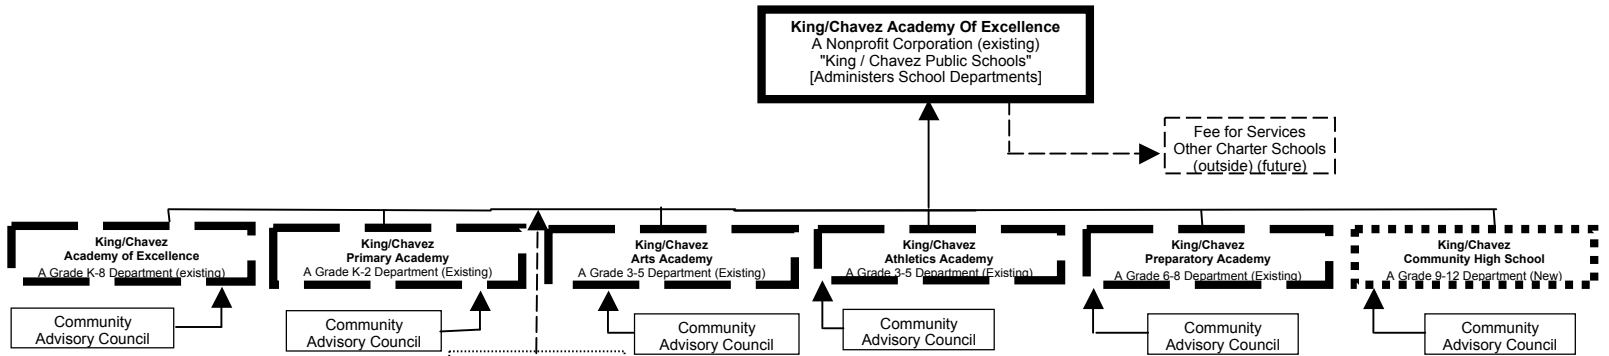 King/Chavez Academy Of Excellence
A Nonprofit Corporation (existing)
"King / Chavez Public Schools"
[Administers School Departments]
Fee for Services
Other Charter Schools
(outside) (future)
King/Chavez
Academy of Excellence
A Grade K-8 Department (existing)
King/Chavez
Primary Academy
A Grade K-2 Department (Existing)
King/Chavez
Arts Academy
A Grade 3-5 Department (Existing)
King/Chavez
Athletics Academy
A Grade 3-5 Department (Existing)
King/Chavez
Preparatory Academy
A Grade 6-8 Department (Existing)
King/Chavez
Community High School
A Grade 9-12 Department (New)
Community
Advisory Council
Community
Advisory Council
Community
Advisory Council
Community
Advisory Council
Community
Advisory Council
Community
Advisory Council